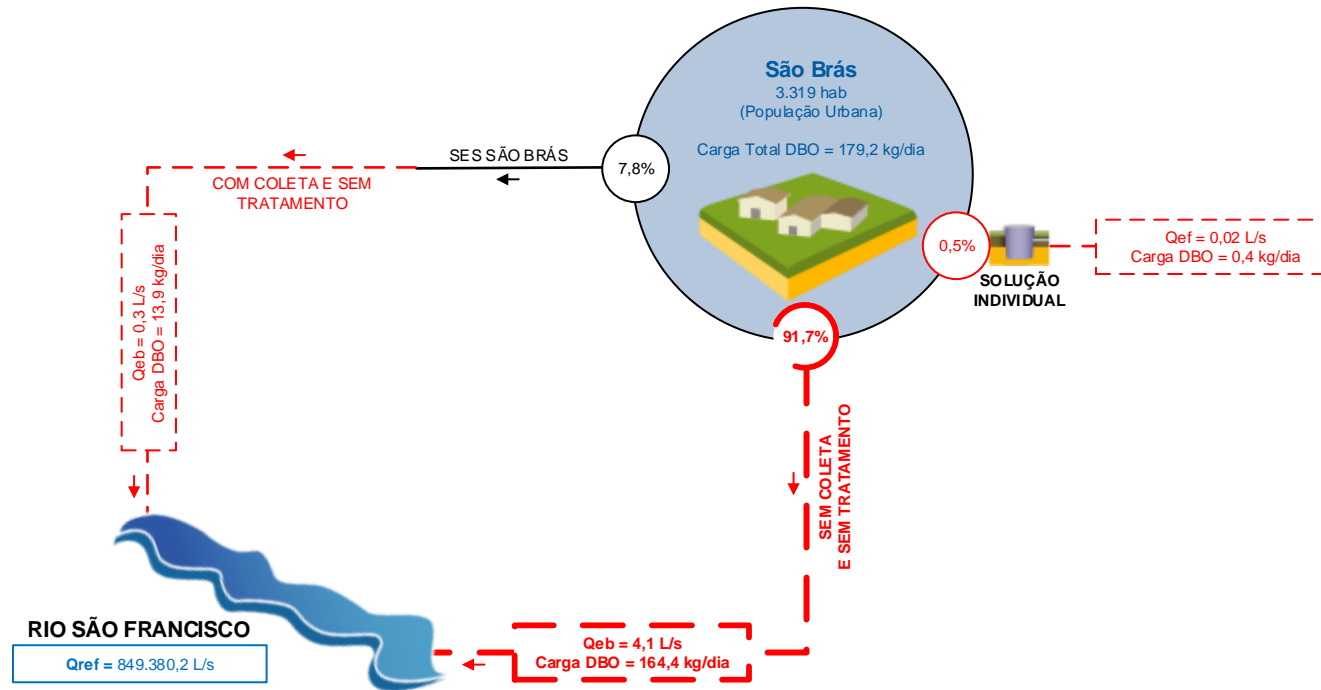 São Brás
3.319 hab
(População Urbana)
Carga Total DBO = 179,2 kg/dia
SES SÃO BRÁS
7,8%
COM COLETA E SEM
TRATAMENTO
Qeb = 0,3 L/s
Carga DBO = 13,9 kg/dia
0,5%
SOLUÇÃO
INDIVIDUAL
Qef = 0,02 L/s
Carga DBO = 0,4 kg/dia
91,7%
SEM COLETA
E SEM TRATAMENTO
Qeb = 4,1 L/s
Carga DBO = 164,4 kg/dia
RIO SÃO FRANCISCO
Qref = 849.380,2 L/s